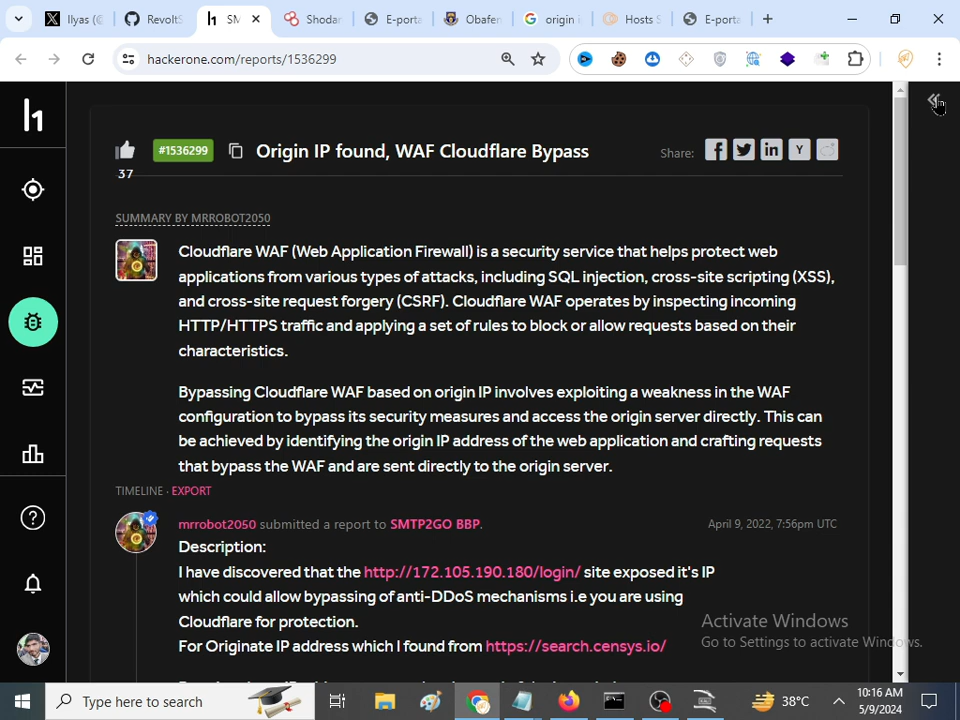 Ilyas (@
RevoltS
SM
Shodan
E-porta
Obafen
origin i
Hosts S
E-porta
hackerone.com/reports/1536299
h1
#1536299
Origin IP found, WAF Cloudflare Bypass
Share:
37
SUMMARY BY MRROBOT2050
Cloudflare WAF (Web Application Firewall) is a security service that helps protect web
applications from various types of attacks, including SQL injection, cross-site scripting (XSS),
and cross-site request forgery (CSRF). Cloudflare WAF operates by inspecting incoming
HTTP/HTTPS traffic and applying a set of rules to block or allow requests based on their
characteristics.
Bypassing Cloudflare WAF based on origin IP involves exploiting a weakness in the WAF
configuration to bypass its security measures and access the origin server directly. This can
be achieved by identifying the origin IP address of the web application and crafting requests
that bypass the WAF and are sent directly to the origin server.
TIMELINE · EXPORT
mrrobot2050 submitted a report to SMTP2GO BBP.
April 9, 2022, 7:56pm UTC
Description:
I have discovered that the http://172.105.190.180/login/ site exposed it's IP
which could allow bypassing of anti-DDoS mechanisms i.e you are using
Cloudflare for protection.
For Originate IP address which I found from https://search.censys.io/
Activate Windows
Go to Settings to activate Windows.
Type here to search
38°C
10:16 AM
5/9/2024